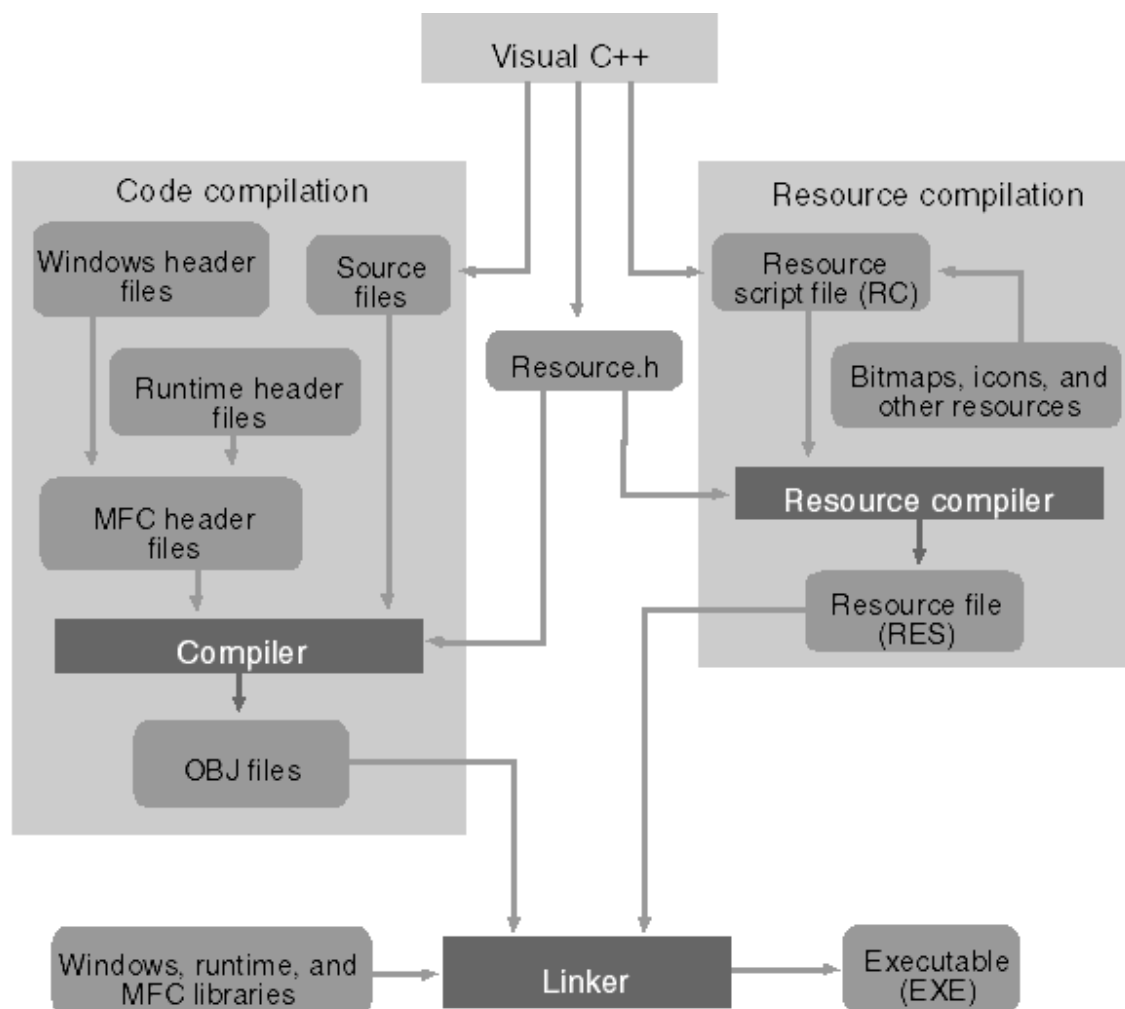 Visual C++
Code compilation
Windows header
files
Source
files
Runtime header
files
MFC header
files
Compiler
OBJ files
Resource.h
Resource compilation
Resource
script file (RC)
Bitmaps, icons, and
other resources
Resource compiler
Resource file
(RES)
Windows, runtime, and
MFC libraries
Linker
Executable
(EXE)